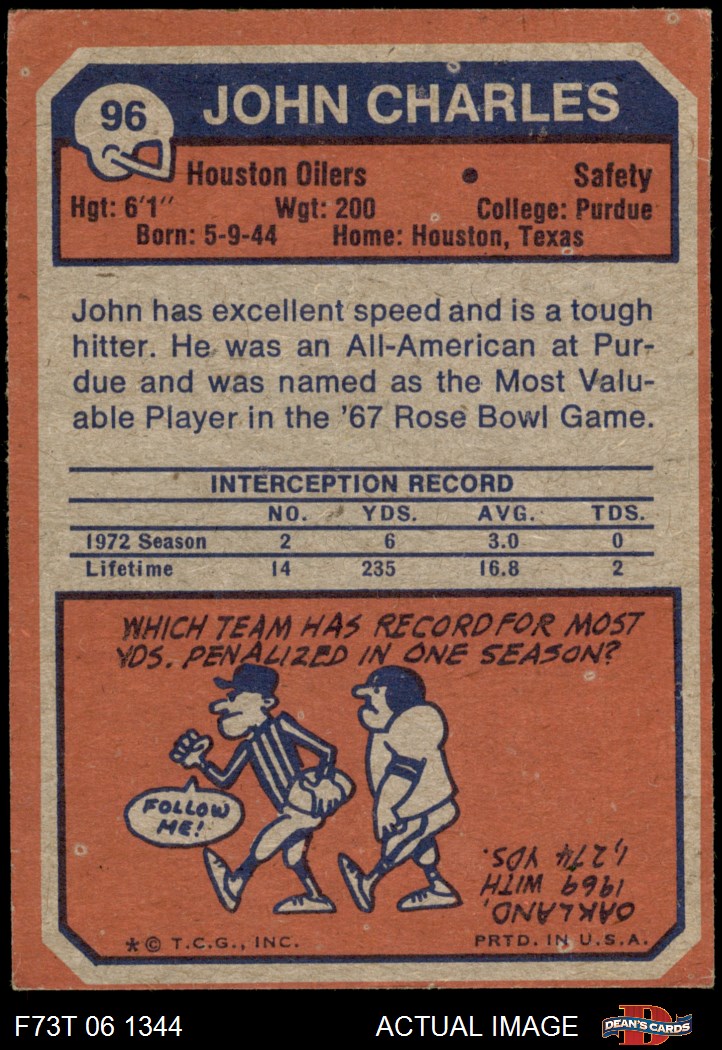 96 JOHN CHARLES
Houston Oilers • Safety
Hgt: 6'1" Wgt: 200 College: Purdue
Born: 5-9-44 Home: Houston, Texas
John has excellent speed and is a tough
hitter. He was an All-American at Pur-
due and was named as the Most Valu-
able Player in the '67 Rose Bowl Game.
INTERCEPTION RECORD
NO. YDS. AVG. TDS.
1972 Season 2 6 3.0 0
Lifetime 14 235 16.8 2
WHICH TEAM HAS RECORD FOR MOST
YDS. PENALIZED IN ONE SEASON?
FOLLOW
ME!
OAKLAND,
1969 WITH
1,274 YDS.
* © T.C.G., INC. PRTD. IN U.S.A.
F73T 06 1344 ACTUAL IMAGE D DEAN'S CARDS